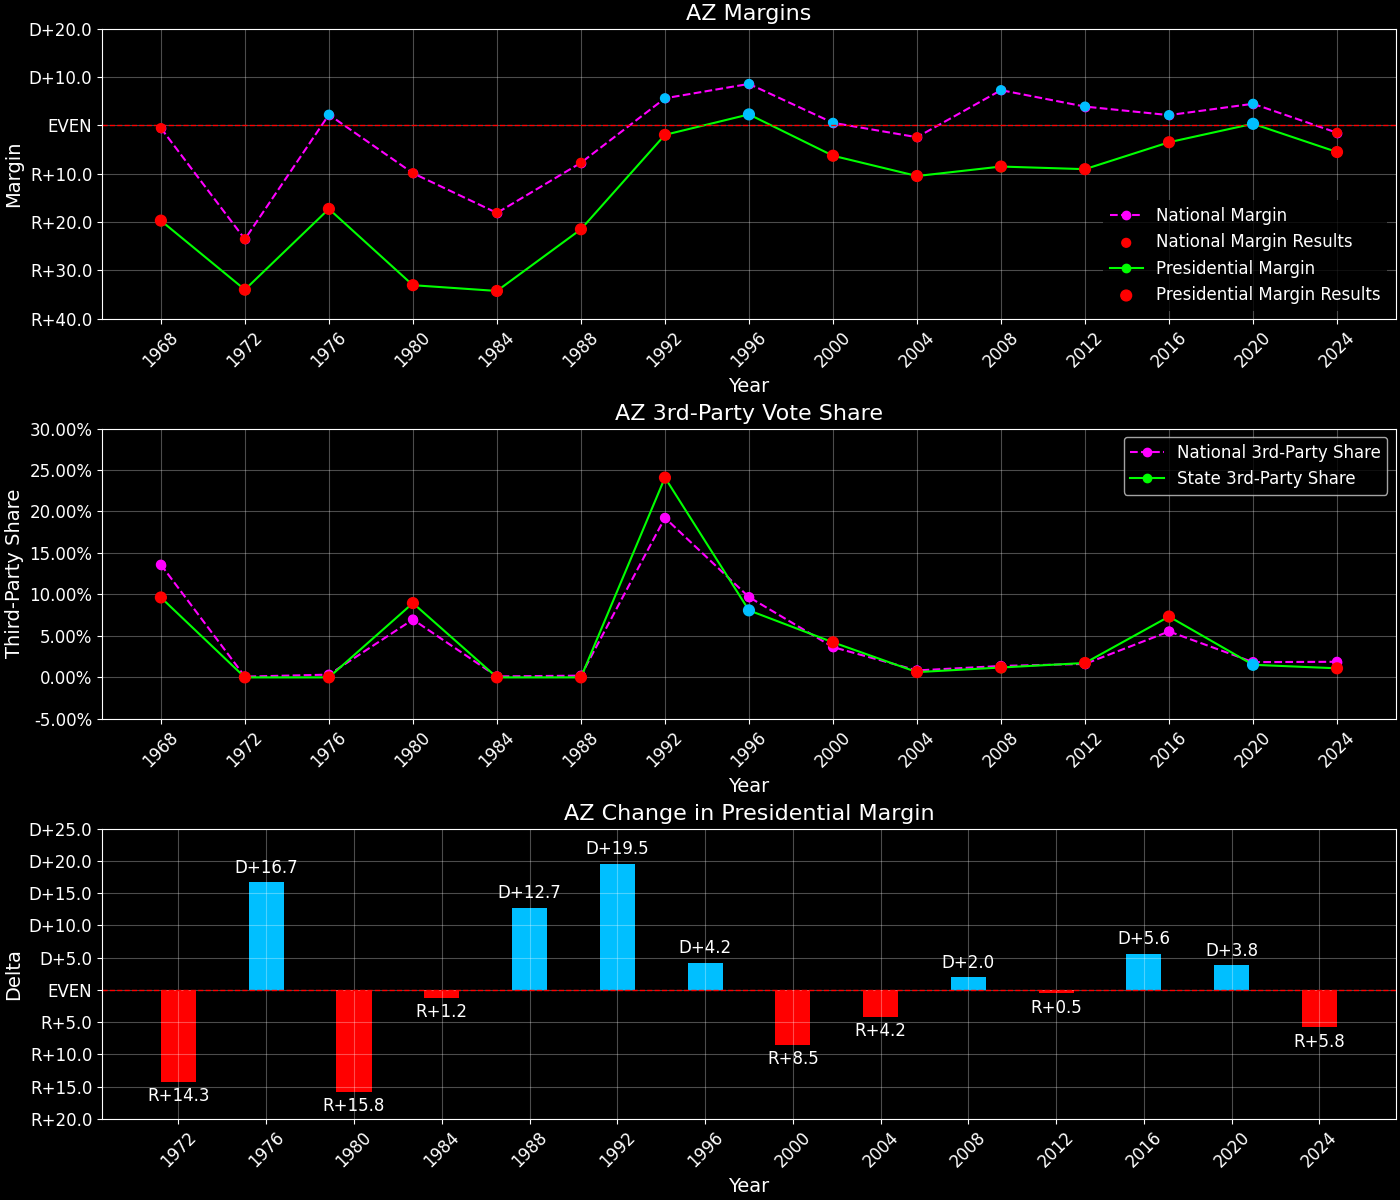 AZ Margins
D+20.0
D+10.0
EVEN
R+10.0
R+20.0
R+30.0
R+40.0
Margin
National Margin
National Margin Results
Presidential Margin
Presidential Margin Results
1968
1972
1976
1980
1984
1988
1992
1996
2000
2004
2008
2012
2016
2020
2024
Year
AZ 3rd-Party Vote Share
30.00%
25.00%
20.00%
15.00%
10.00%
5.00%
0.00%
-5.00%
Third-Party Share
National 3rd-Party Share
State 3rd-Party Share
1968
1972
1976
1980
1984
1988
1992
1996
2000
2004
2008
2012
2016
2020
2024
Year
AZ Change in Presidential Margin
D+25.0
D+20.0
D+15.0
D+10.0
D+5.0
EVEN
R+5.0
R+10.0
R+15.0
R+20.0
Delta
R+14.3
D+16.7
R+15.8
R+1.2
D+12.7
D+19.5
D+4.2
R+8.5
R+4.2
D+2.0
R+0.5
D+5.6
D+3.8
R+5.8
1972
1976
1980
1984
1988
1992
1996
2000
2004
2008
2012
2016
2020
2024
Year